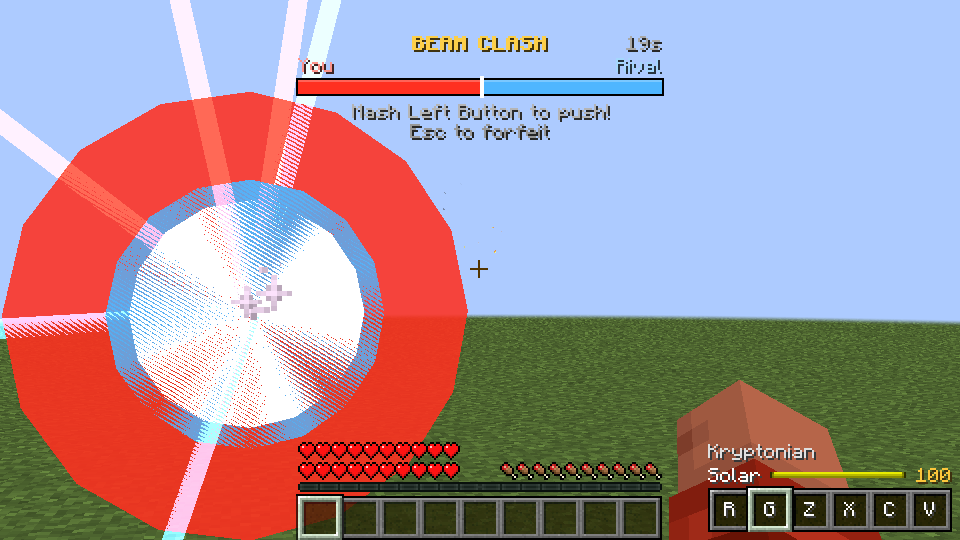 BEAM CLASH 19s
You Rival
Mash Left Button to push!
Esc to forfeit
Kryptonian
Solar 100
R G Z X C V